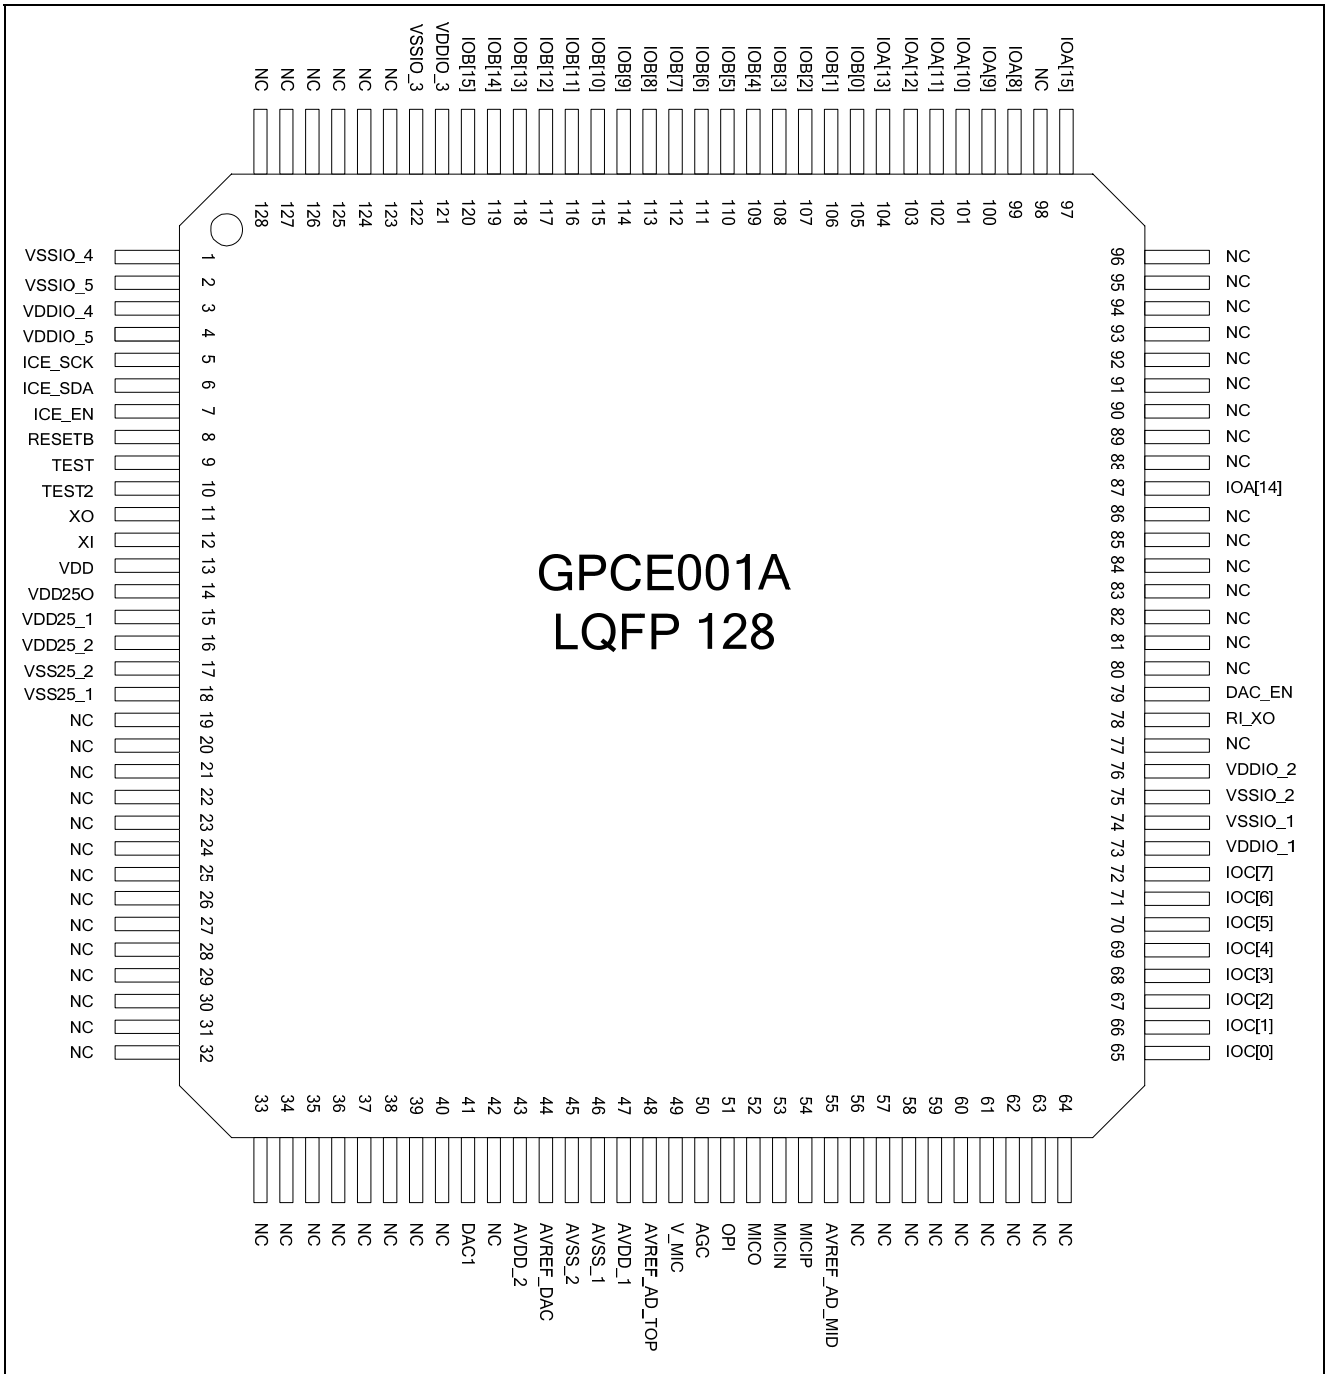 NC
NC
NC
NC
NC
NC
VSSIO_3
VDDIO_3
IOB[15]
IOB[14]
IOB[13]
IOB[12]
IOB[11]
IOB[10]
IOB[9]
IOB[8]
IOB[7]
IOB[6]
IOB[5]
IOB[4]
IOB[3]
IOB[2]
IOB[1]
IOB[0]
IOA[13]
IOA[12]
IOA[11]
IOA[10]
IOA[9]
IOA[8]
NC
IOA[15]
128
127
126
125
124
123
122
121
120
119
118
117
116
115
114
113
112
111
110
109
108
107
106
105
104
103
102
101
100
99
98
97
VSSIO_4 1
VSSIO_5 2
VDDIO_4 3
VDDIO_5 4
ICE_SCK 5
ICE_SDA 6
ICE_EN 7
RESETB 8
TEST 9
TEST2 10
XO 11
XI 12
VDD 13
VDD25O 14
VDD25_1 15
VDD25_2 16
VSS25_2 17
VSS25_1 18
NC 19
NC 20
NC 21
NC 22
NC 23
NC 24
NC 25
NC 26
NC 27
NC 28
NC 29
NC 30
NC 31
NC 32
GPCE001A
LQFP 128
96 NC
95 NC
94 NC
93 NC
92 NC
91 NC
90 NC
89 NC
88 NC
87 IOA[14]
86 NC
85 NC
84 NC
83 NC
82 NC
81 NC
80 NC
79 DAC_EN
78 RI_XO
77 NC
76 VDDIO_2
75 VSSIO_2
74 VSSIO_1
73 VDDIO_1
72 IOC[7]
71 IOC[6]
70 IOC[5]
69 IOC[4]
68 IOC[3]
67 IOC[2]
66 IOC[1]
65 IOC[0]
33
34
35
36
37
38
39
40
41
42
43
44
45
46
47
48
49
50
51
52
53
54
55
56
57
58
59
60
61
62
63
64
NC
NC
NC
NC
NC
NC
NC
NC
DAC1
NC
AVDD_2
AVREF_DAC
AVSS_2
AVSS_1
AVDD_1
AVREF_AD_TOP
V_MIC
AGC
OPI
MICO
MICIN
MICIP
AVREF_AD_MID
NC
NC
NC
NC
NC
NC
NC
NC
NC